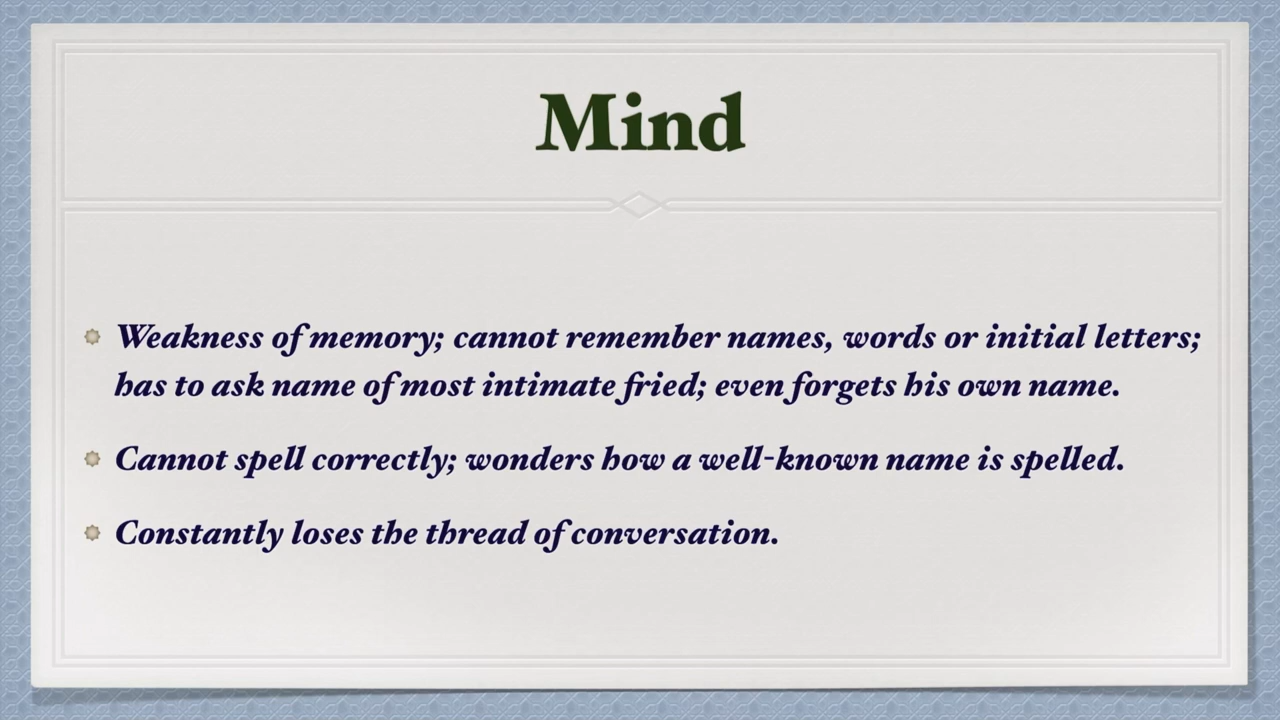 Mind
Weakness of memory; cannot remember names, words or initial letters;
has to ask name of most intimate fried; even forgets his own name.
Cannot spell correctly; wonders how a well-known name is spelled.
Constantly loses the thread of conversation.